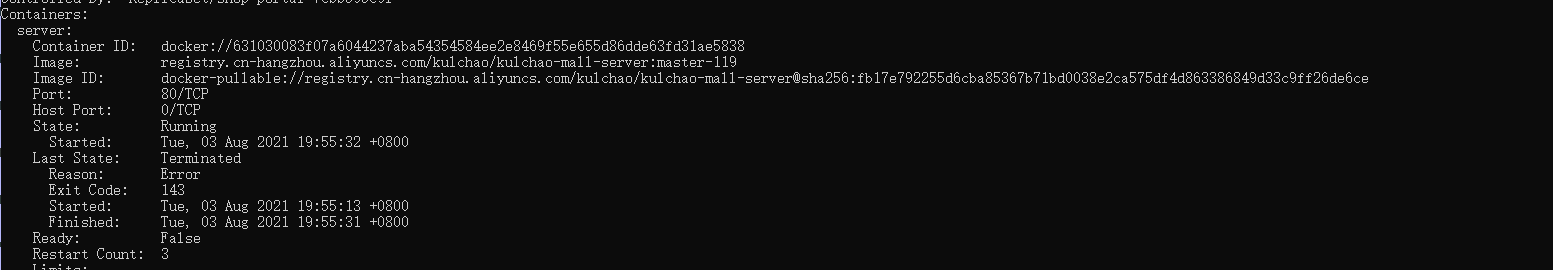 Containers:
server:
Container ID: docker://631030083f07a6044237aba54354584ee2e8469f55e655d86dde63fd31ae5838
Image: registry.cn-hangzhou.aliyuncs.com/kulchao/kulchao-mall-server:master-119
Image ID: docker-pullable://registry.cn-hangzhou.aliyuncs.com/kulchao/kulchao-mall-server@sha256:fb17e792255d6cba85367b71bd0038e2ca575df4d863386849d33c9ff26de6ce
Port: 80/TCP
Host Port: 0/TCP
State: Running
Started: Tue, 03 Aug 2021 19:55:32 +0800
Last State: Terminated
Reason: Error
Exit Code: 143
Started: Tue, 03 Aug 2021 19:55:13 +0800
Finished: Tue, 03 Aug 2021 19:55:31 +0800
Ready: False
Restart Count: 3
Limits: